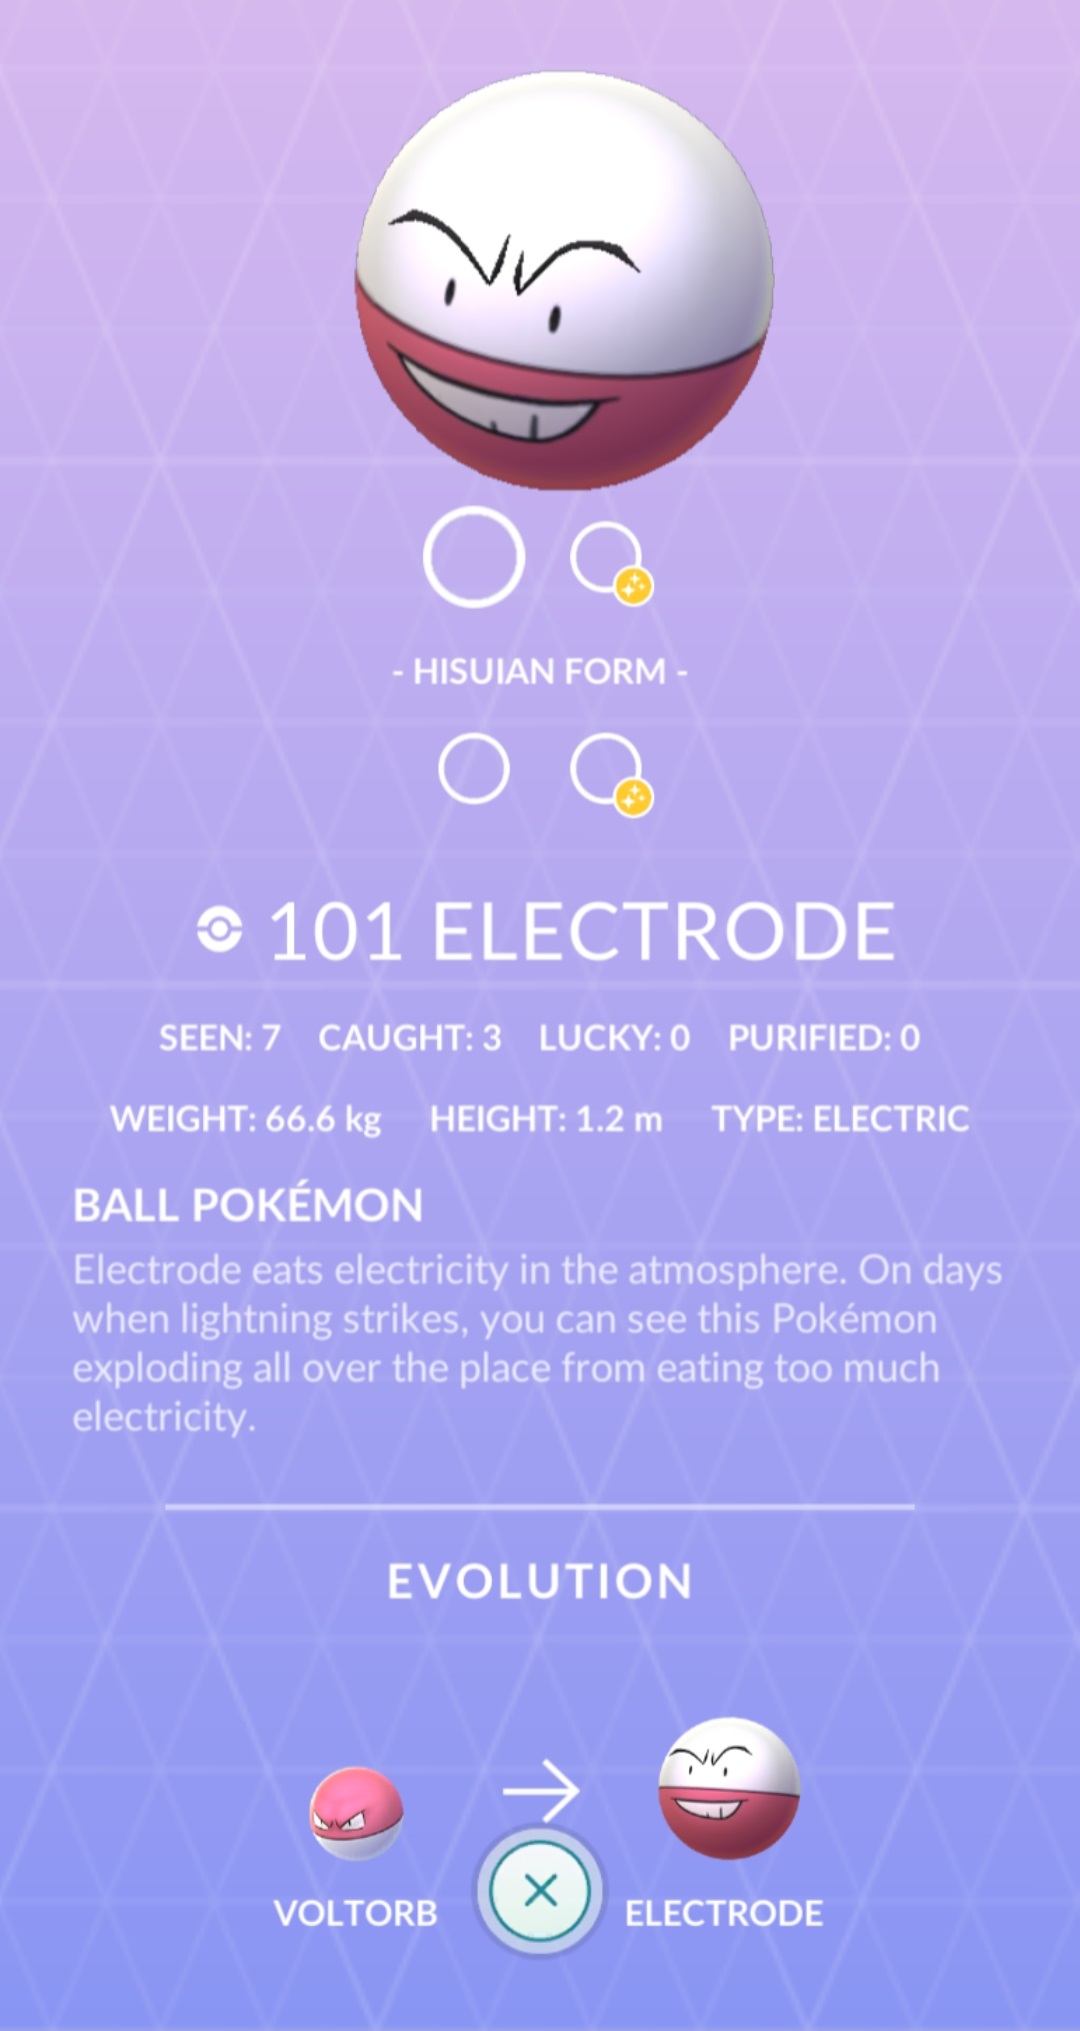 - HISUIAN FORM -
101 ELECTRODE
SEEN: 7 CAUGHT: 3 LUCKY: 0 PURIFIED: 0
WEIGHT: 66.6 kg HEIGHT: 1.2 m TYPE: ELECTRIC
BALL POKÉMON
Electrode eats electricity in the atmosphere. On days
when lightning strikes, you can see this Pokémon
exploding all over the place from eating too much
electricity.
EVOLUTION
VOLTORB ELECTRODE